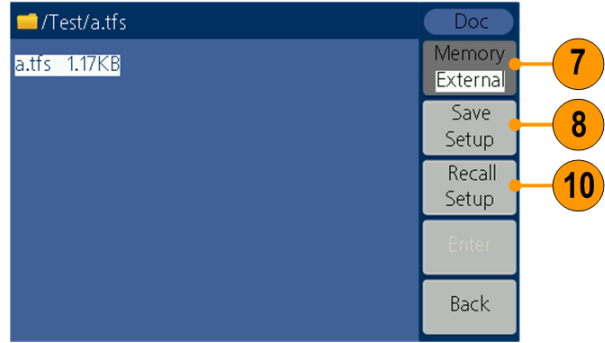 /Test/a.tfs
Doc
a.tfs 1.17KB
Memory
External
7
Save
Setup
8
Recall
Setup
10
Enter
Back